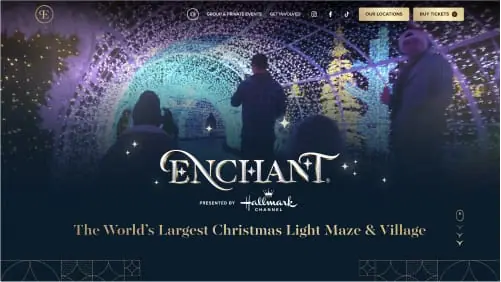 GROUP & PRIVATE EVENTS GET INVOLVED OUR LOCATIONS BUY TICKETS
ENCHANT
PRESENTED BY Hallmark
CHANNEL
The World's Largest Christmas Light Maze & Village